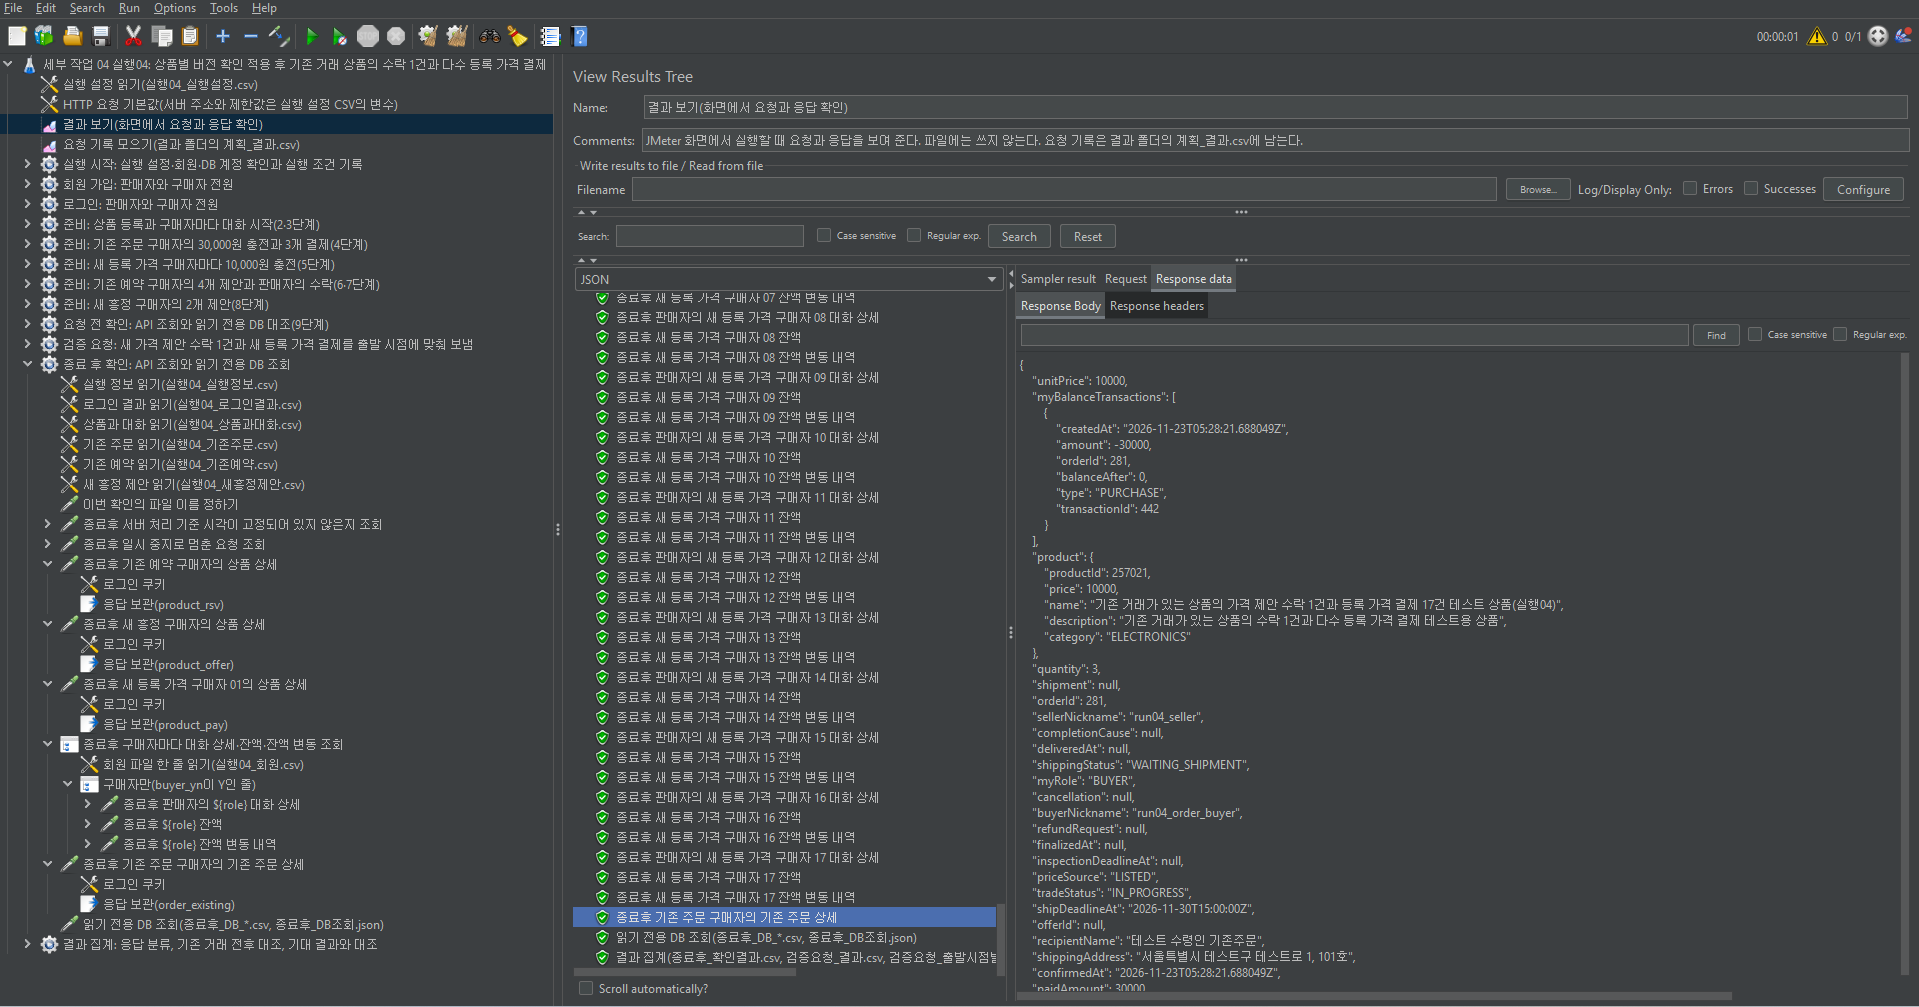 File Edit Search Run Options Tools Help
00:00:01 0 0/1
세부 작업 04 실행04: 상품별 버전 확인 적용 후 기존 거래 상품의 수락 1건과 다수 등록 가격 결제
실행 설정 읽기(실행04_실행설정.csv)
HTTP 요청 기본값(서버 주소와 제한값은 실행 설정 CSV의 변수)
결과 보기(화면에서 요청과 응답 확인)
요청 기록 모으기(결과 폴더의 계획_결과.csv)
실행 시작: 실행 설정·회원·DB 계정 확인과 실행 조건 기록
회원 가입: 판매자와 구매자 전원
로그인: 판매자와 구매자 전원
준비: 상품 등록과 구매자마다 대화 시작(2·3단계)
준비: 기존 주문 구매자의 30,000원 충전과 3개 결제(4단계)
준비: 새 등록 가격 구매자마다 10,000원 충전(5단계)
준비: 기존 예약 구매자의 4개 제안과 판매자의 수락(6·7단계)
준비: 새 흥정 구매자의 2개 제안(8단계)
요청 전 확인: API 조회와 읽기 전용 DB 대조(9단계)
검증 요청: 새 가격 제안 수락 1건과 새 등록 가격 결제를 출발 시점에 맞춰 보냄
종료 후 확인: API 조회와 읽기 전용 DB 조회
실행 정보 읽기(실행04_실행정보.csv)
로그인 결과 읽기(실행04_로그인결과.csv)
상품과 대화 읽기(실행04_상품과대화.csv)
기존 주문 읽기(실행04_기존주문.csv)
기존 예약 읽기(실행04_기존예약.csv)
새 흥정 제안 읽기(실행04_새흥정제안.csv)
이번 확인의 파일 이름 정하기
종료후 서버 처리 기준 시각이 고정되어 있지 않은지 조회
종료후 일시 중지로 멈춘 요청 조회
종료후 기존 예약 구매자의 상품 상세
로그인 쿠키
응답 보관(product_rsv)
종료후 새 흥정 구매자의 상품 상세
로그인 쿠키
응답 보관(product_offer)
종료후 새 등록 가격 구매자 01의 상품 상세
로그인 쿠키
응답 보관(product_pay)
종료후 구매자마다 대화 상세·잔액·잔액 변동 조회
회원 파일 한 줄 읽기(실행04_회원.csv)
구매자만(buyer_yn이 Y인 줄)
종료후 판매자의 ${role} 대화 상세
종료후 ${role} 잔액
종료후 ${role} 잔액 변동 내역
종료후 기존 주문 구매자의 기존 주문 상세
로그인 쿠키
응답 보관(order_existing)
읽기 전용 DB 조회(종료후_DB_*.csv, 종료후_DB조회.json)
결과 집계: 응답 분류, 기존 거래 전후 대조, 기대 결과와 대조
View Results Tree
Name: 결과 보기(화면에서 요청과 응답 확인)
Comments: JMeter 화면에서 실행할 때 요청과 응답을 보여 준다. 파일에는 쓰지 않는다. 요청 기록은 결과 폴더의 계획_결과.csv에 남는다.
Write results to file / Read from file
Filename Browse... Log/Display Only: Errors Successes Configure
Search: Case sensitive Regular exp. Search Reset
JSON
종료후 새 등록 가격 구매자 07 잔액 변동 내역
종료후 판매자의 새 등록 가격 구매자 08 대화 상세
종료후 새 등록 가격 구매자 08 잔액
종료후 새 등록 가격 구매자 08 잔액 변동 내역
종료후 판매자의 새 등록 가격 구매자 09 대화 상세
종료후 새 등록 가격 구매자 09 잔액
종료후 새 등록 가격 구매자 09 잔액 변동 내역
종료후 판매자의 새 등록 가격 구매자 10 대화 상세
종료후 새 등록 가격 구매자 10 잔액
종료후 새 등록 가격 구매자 10 잔액 변동 내역
종료후 판매자의 새 등록 가격 구매자 11 대화 상세
종료후 새 등록 가격 구매자 11 잔액
종료후 새 등록 가격 구매자 11 잔액 변동 내역
종료후 판매자의 새 등록 가격 구매자 12 대화 상세
종료후 새 등록 가격 구매자 12 잔액
종료후 새 등록 가격 구매자 12 잔액 변동 내역
종료후 판매자의 새 등록 가격 구매자 13 대화 상세
종료후 새 등록 가격 구매자 13 잔액
종료후 새 등록 가격 구매자 13 잔액 변동 내역
종료후 판매자의 새 등록 가격 구매자 14 대화 상세
종료후 새 등록 가격 구매자 14 잔액
종료후 새 등록 가격 구매자 14 잔액 변동 내역
종료후 판매자의 새 등록 가격 구매자 15 대화 상세
종료후 새 등록 가격 구매자 15 잔액
종료후 새 등록 가격 구매자 15 잔액 변동 내역
종료후 판매자의 새 등록 가격 구매자 16 대화 상세
종료후 새 등록 가격 구매자 16 잔액
종료후 새 등록 가격 구매자 16 잔액 변동 내역
종료후 판매자의 새 등록 가격 구매자 17 대화 상세
종료후 새 등록 가격 구매자 17 잔액
종료후 새 등록 가격 구매자 17 잔액 변동 내역
종료후 기존 주문 구매자의 기존 주문 상세
읽기 전용 DB 조회(종료후_DB_*.csv, 종료후_DB조회.json)
결과 집계(종료후_확인결과.csv, 검증요청_결과.csv, 검증요청_출발시점별
Scroll automatically?
Sampler result Request Response data
Response Body Response headers
Find Case sensitive Regular exp.
{
"unitPrice": 10000,
"myBalanceTransactions": [
{
"createdAt": "2026-11-23T05:28:21.688049Z",
"amount": -30000,
"orderId": 281,
"balanceAfter": 0,
"type": "PURCHASE",
"transactionId": 442
}
],
"product": {
"productId": 257021,
"price": 10000,
"name": "기존 거래가 있는 상품의 가격 제안 수락 1건과 등록 가격 결제 17건 테스트 상품(실행04)",
"description": "기존 거래가 있는 상품의 수락 1건과 다수 등록 가격 결제 테스트용 상품",
"category": "ELECTRONICS"
},
"quantity": 3,
"shipment": null,
"orderId": 281,
"sellerNickname": "run04_seller",
"completionCause": null,
"deliveredAt": null,
"shippingStatus": "WAITING_SHIPMENT",
"myRole": "BUYER",
"cancellation": null,
"buyerNickname": "run04_order_buyer",
"refundRequest": null,
"finalizedAt": null,
"inspectionDeadlineAt": null,
"priceSource": "LISTED",
"tradeStatus": "IN_PROGRESS",
"shipDeadlineAt": "2026-11-30T15:00:00Z",
"offerId": null,
"recipientName": "테스트 수령인 기존주문",
"shippingAddress": "서울특별시 테스트구 테스트로 1, 101호",
"confirmedAt": "2026-11-23T05:28:21.688049Z",
"paidAmount": 30000,